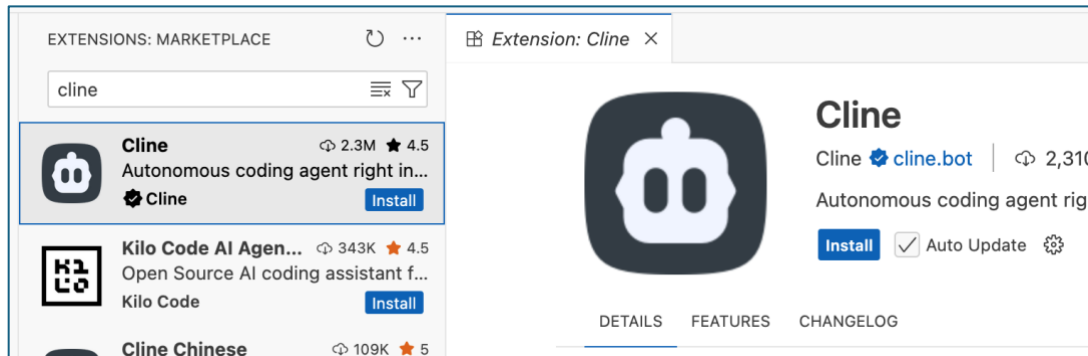 EXTENSIONS: MARKETPLACE
cline
Cline 2.3M 4.5
Autonomous coding agent right in...
Cline Install
Kilo Code AI Agen... 343K 4.5
Open Source AI coding assistant f...
Kilo Code Install
Cline Chinese 109K 5
Extension: Cline
Cline
Cline cline.bot 2,310
Autonomous coding agent rig
Install Auto Update
DETAILS FEATURES CHANGELOG